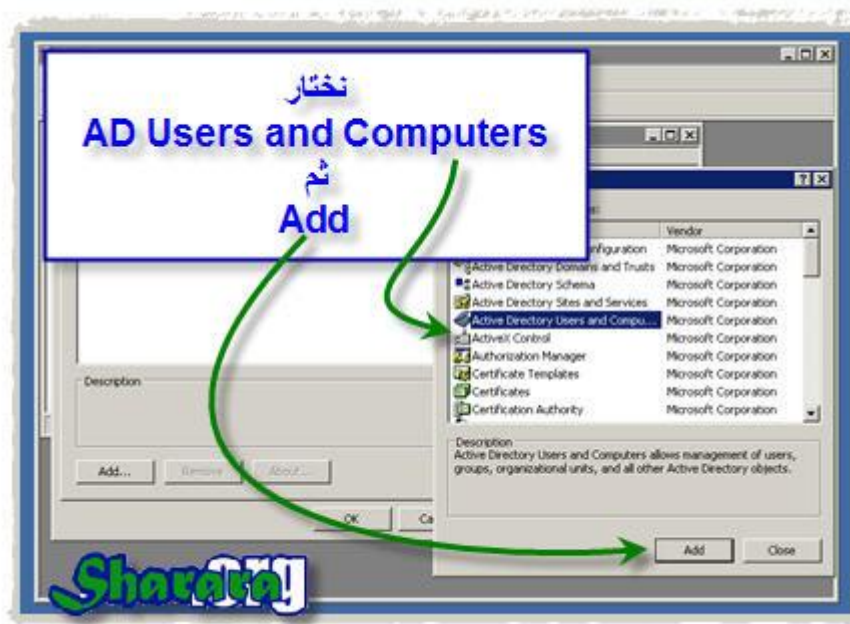 نختار
AD Users and Computers
ثم
Add
Vendor
Microsoft Corporation
Active Directory Domains and Trusts Microsoft Corporation
Active Directory Schema Microsoft Corporation
Active Directory Sites and Services Microsoft Corporation
Active Directory Users and Compu... Microsoft Corporation
ActiveX Control Microsoft Corporation
Authorization Manager Microsoft Corporation
Certificate Templates Microsoft Corporation
Certificates Microsoft Corporation
Certification Authority Microsoft Corporation
Description
Active Directory Users and Computers allows management of users,
groups, organizational units, and all other Active Directory objects.
Add Close
Description
Add... Remove About...
OK Ca
Sharara.org